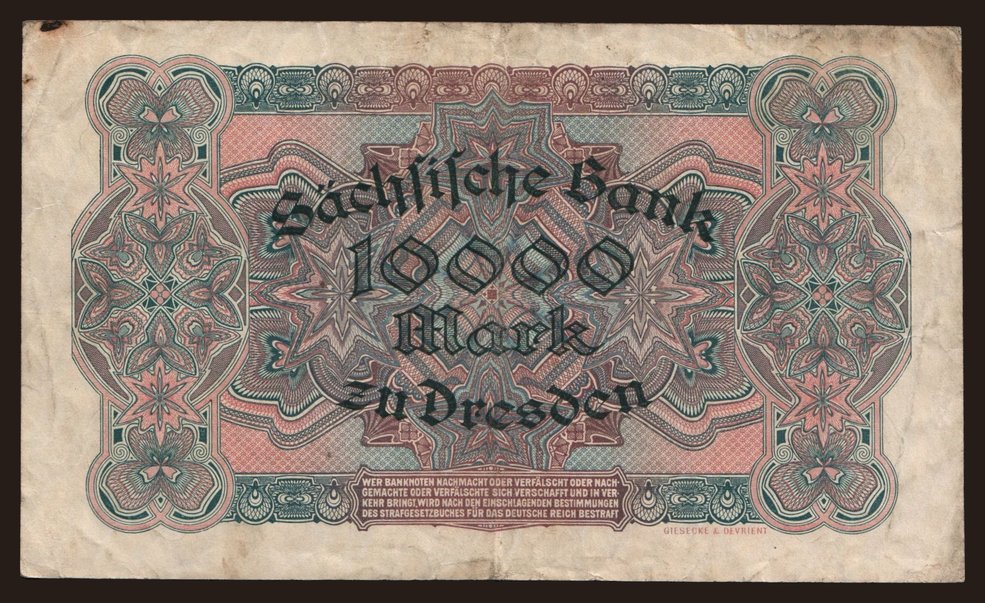 Sächsische Bank
10000
Mark
zu Dresden
WER BANKNOTEN NACHMACHT ODER VERFÄLSCHT ODER NACH-
GEMACHTE ODER VERFÄLSCHTE SICH VERSCHAFFT UND IN VER-
KEHR BRINGT, WIRD NACH DEN EINSCHLAGENDEN BESTIMMUNGEN
DES STRAFGESETZBUCHES FÜR DAS DEUTSCHE REICH BESTRAFT
GIESECKE & DEVRIENT